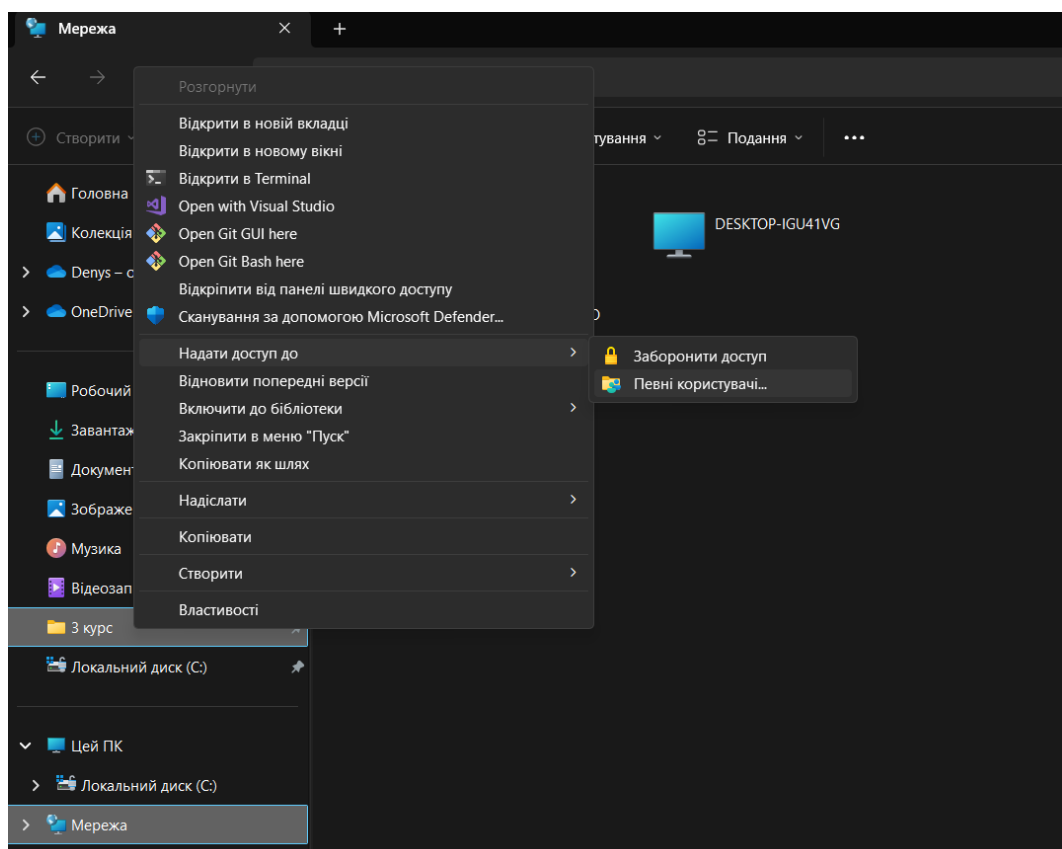 Мережа
Розгорнути
Відкрити в новій вкладці
Створити
Відкрити в новому вікні
тування
Подання
Відкрити в Terminal
Головна
Open with Visual Studio
DESKTOP-IGU41VG
Колекція
Open Git GUI here
Open Git Bash here
Denys – с
Відкріпити від панелі швидкого доступу
OneDrive
Сканування за допомогою Microsoft Defender...
Надати доступ до
Заборонити доступ
Відновити попередні версії
Певні користувачі...
Робочий
Включити до бібліотеки
Завантаж
Закріпити в меню "Пуск"
Докумен
Копіювати як шлях
Надіслати
Зображе
Копіювати
Музика
Створити
Відеозап
Властивості
3 курс
Локальний диск (C:)
Цей ПК
Локальний диск (C:)
Мережа